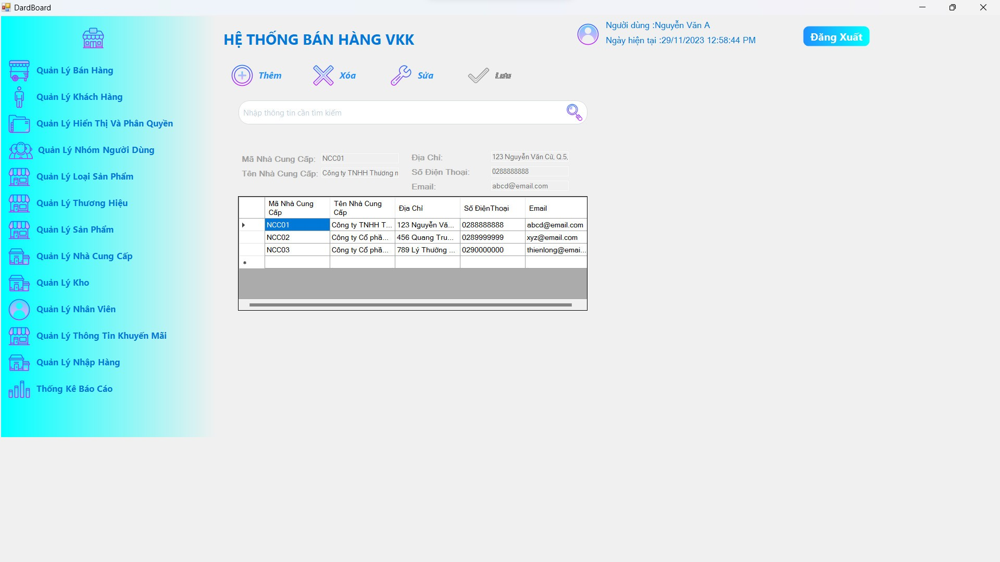 DardBoard
HỆ THỐNG BÁN HÀNG VKK
Người dùng :Nguyễn Văn A
Ngày hiện tại :29/11/2023 12:58:44 PM
Đăng Xuất
Quản Lý Bán Hàng
Quản Lý Khách Hàng
Quản Lý Hiển Thị Và Phân Quyền
Quản Lý Nhóm Người Dùng
Quản Lý Loại Sản Phẩm
Quản Lý Thương Hiệu
Quản Lý Sản Phẩm
Quản Lý Nhà Cung Cấp
Quản Lý Kho
Quản Lý Nhân Viên
Quản Lý Thông Tin Khuyến Mãi
Quản Lý Nhập Hàng
Thống Kê Báo Cáo
Thêm Xóa Sửa Lưu
Nhập thông tin cần tìm kiếm
Mã Nhà Cung Cấp: NCC01
Tên Nhà Cung Cấp: Công ty TNHH Thương n
Địa Chỉ: 123 Nguyễn Văn Cừ, Q.5,
Số Điện Thoại: 0288888888
Email: abcd@email.com
Mã Nhà Cung Cấp Tên Nhà Cung Cấp Địa Chỉ Số ĐiệnThoại Email
NCC01 Công ty TNHH T... 123 Nguyễn Vă... 0288888888 abcd@email.com
NCC02 Công ty Cổ phầ... 456 Quang Tru... 0289999999 xyz@email.com
NCC03 Công ty Cổ phầ... 789 Lý Thường ... 0290000000 thienlong@emai...